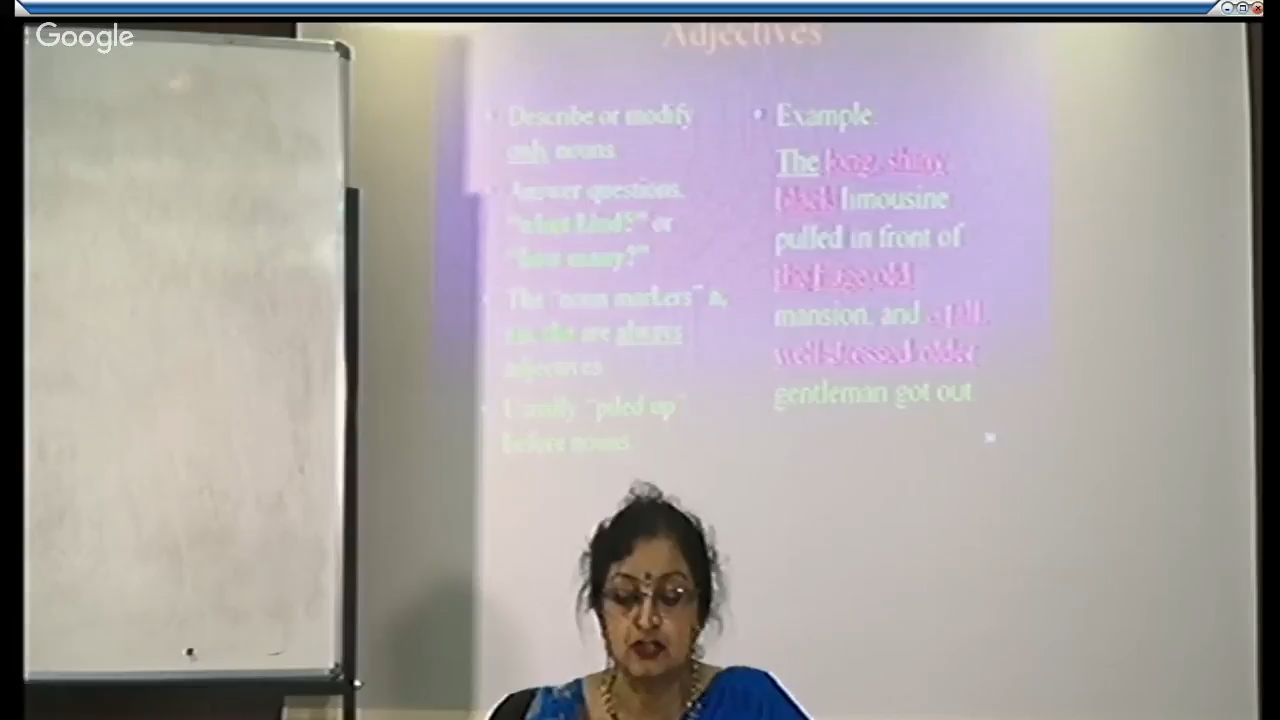 Google
Adjectives
Describe or modify
only nouns.
Answer questions,
"what kind?" or
"how many?"
The "noun markers" a,
an, the are always
adjectives
Usually "piled up"
before nouns.
Example:
The long, shiny,
black limousine
pulled in front of
the age old
mansion, and a tall,
well-dressed older
gentleman got out.